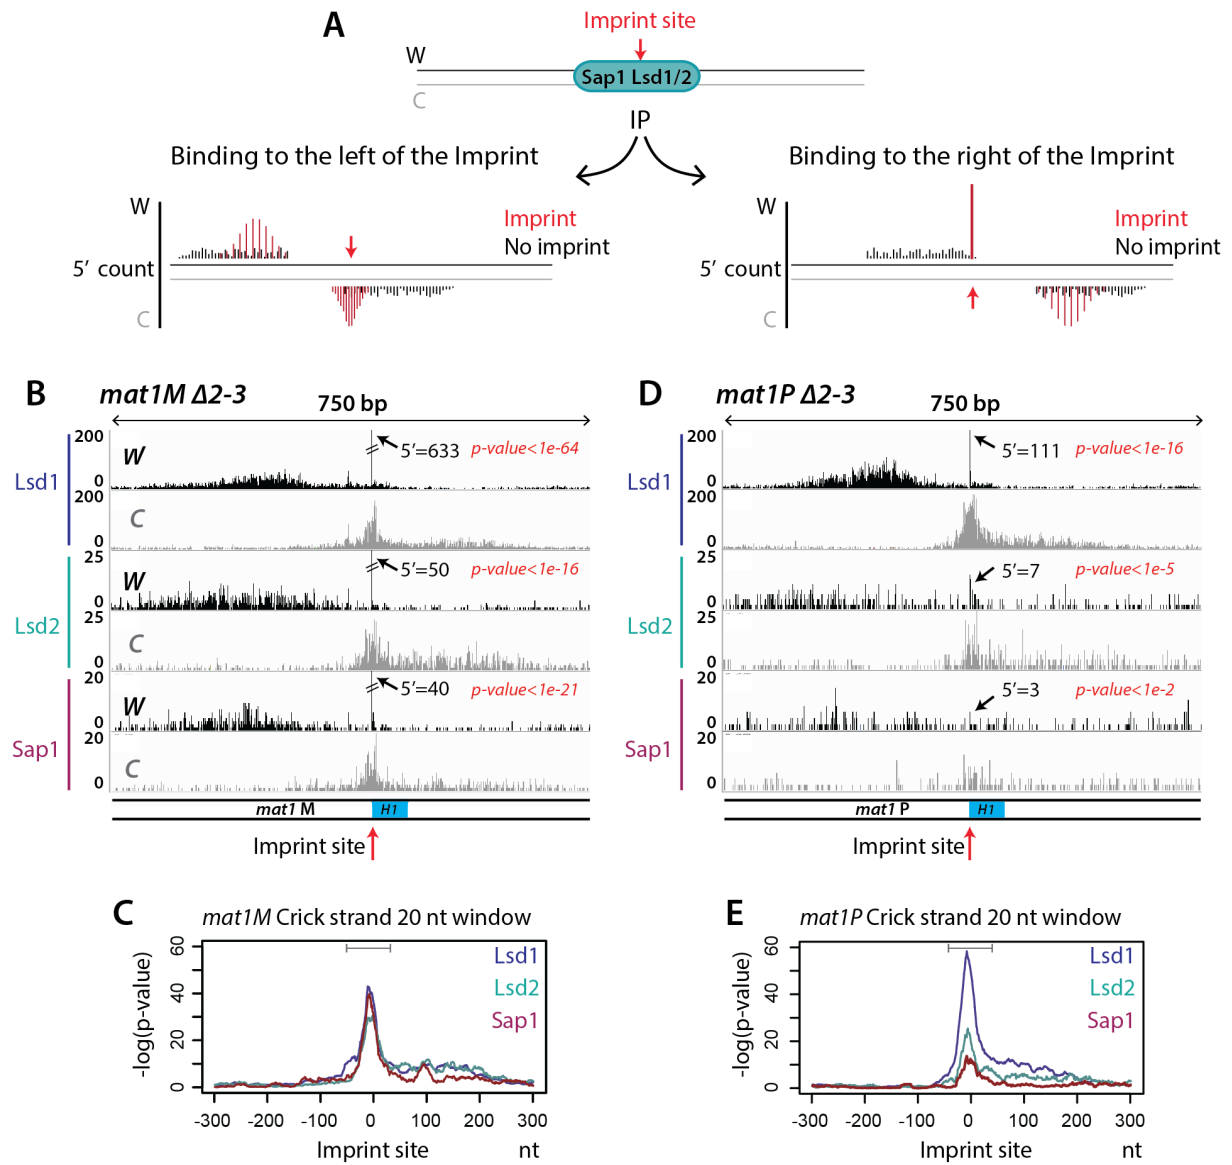 A
Imprint site
W
Sap1 Lsd1/2
C
IP
Binding to the left of the Imprint
Binding to the right of the Imprint
W
Imprint
No imprint
5′ count
C
W
Imprint
No imprint
5′ count
C
B
mat1M Δ2-3
750 bp
200
W
5′=633
p-value<1e-64
Lsd1
0
200
C
0
25
W
5′=50
p-value<1e-16
0
Lsd2
25
C
0
20
W
5′=40
p-value<1e-21
0
Sap1
20
C
0
mat1 M
H1
Imprint site
D
mat1P Δ2-3
750 bp
200
5′=111
p-value<1e-16
Lsd1
0
200
0
25
5′=7
p-value<1e-5
0
Lsd2
25
0
20
5′=3
p-value<1e-2
0
Sap1
20
0
mat1 P
H1
Imprint site
C
mat1M Crick strand 20 nt window
-log(p-value)
60
40
20
0
Lsd1
Lsd2
Sap1
-300 -200 -100 0 100 200 300
Imprint site nt
E
mat1P Crick strand 20 nt window
-log(p-value)
60
40
20
0
Lsd1
Lsd2
Sap1
-300 -200 -100 0 100 200 300
Imprint site nt